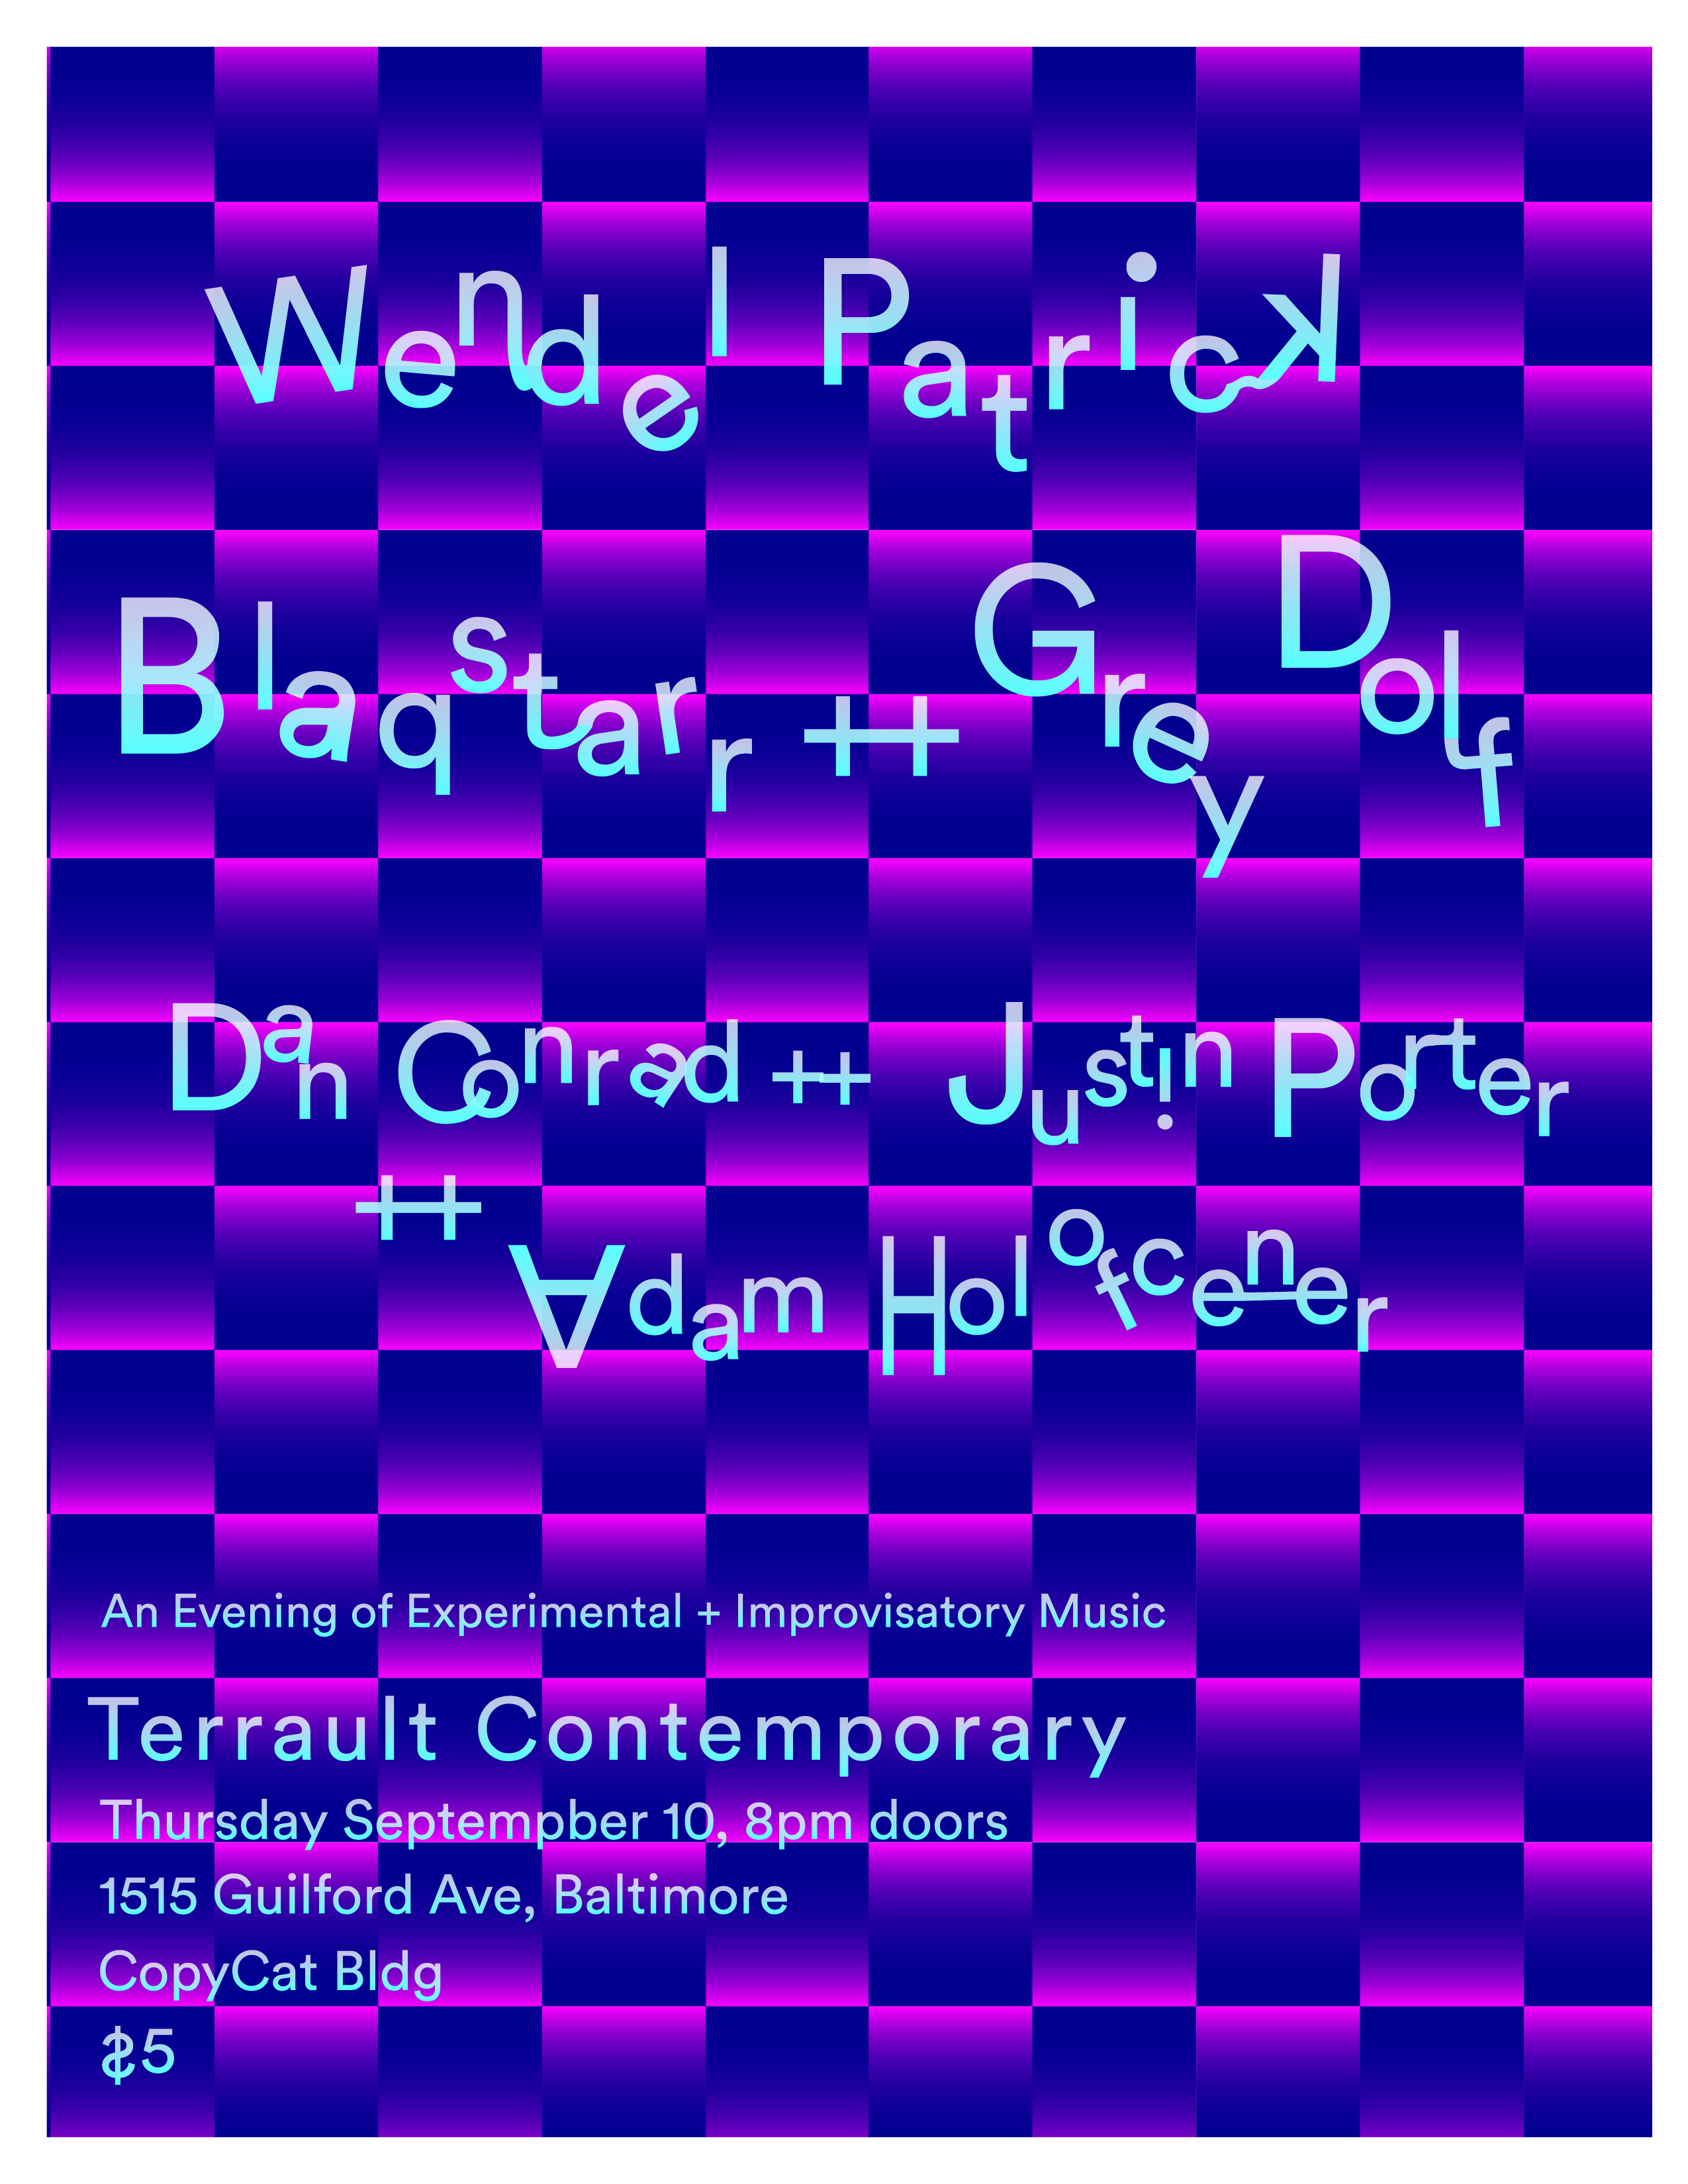 Wendel Patrick
Blaqstarr ++ Grey Dolf
Dan Conrad ++ Justin Porter
++ Adam Holofcener
An Evening of Experimental + Improvisatory Music
Terrault Contemporary
Thursday Septempber 10, 8pm doors
1515 Guilford Ave, Baltimore
CopyCat Bldg
$5